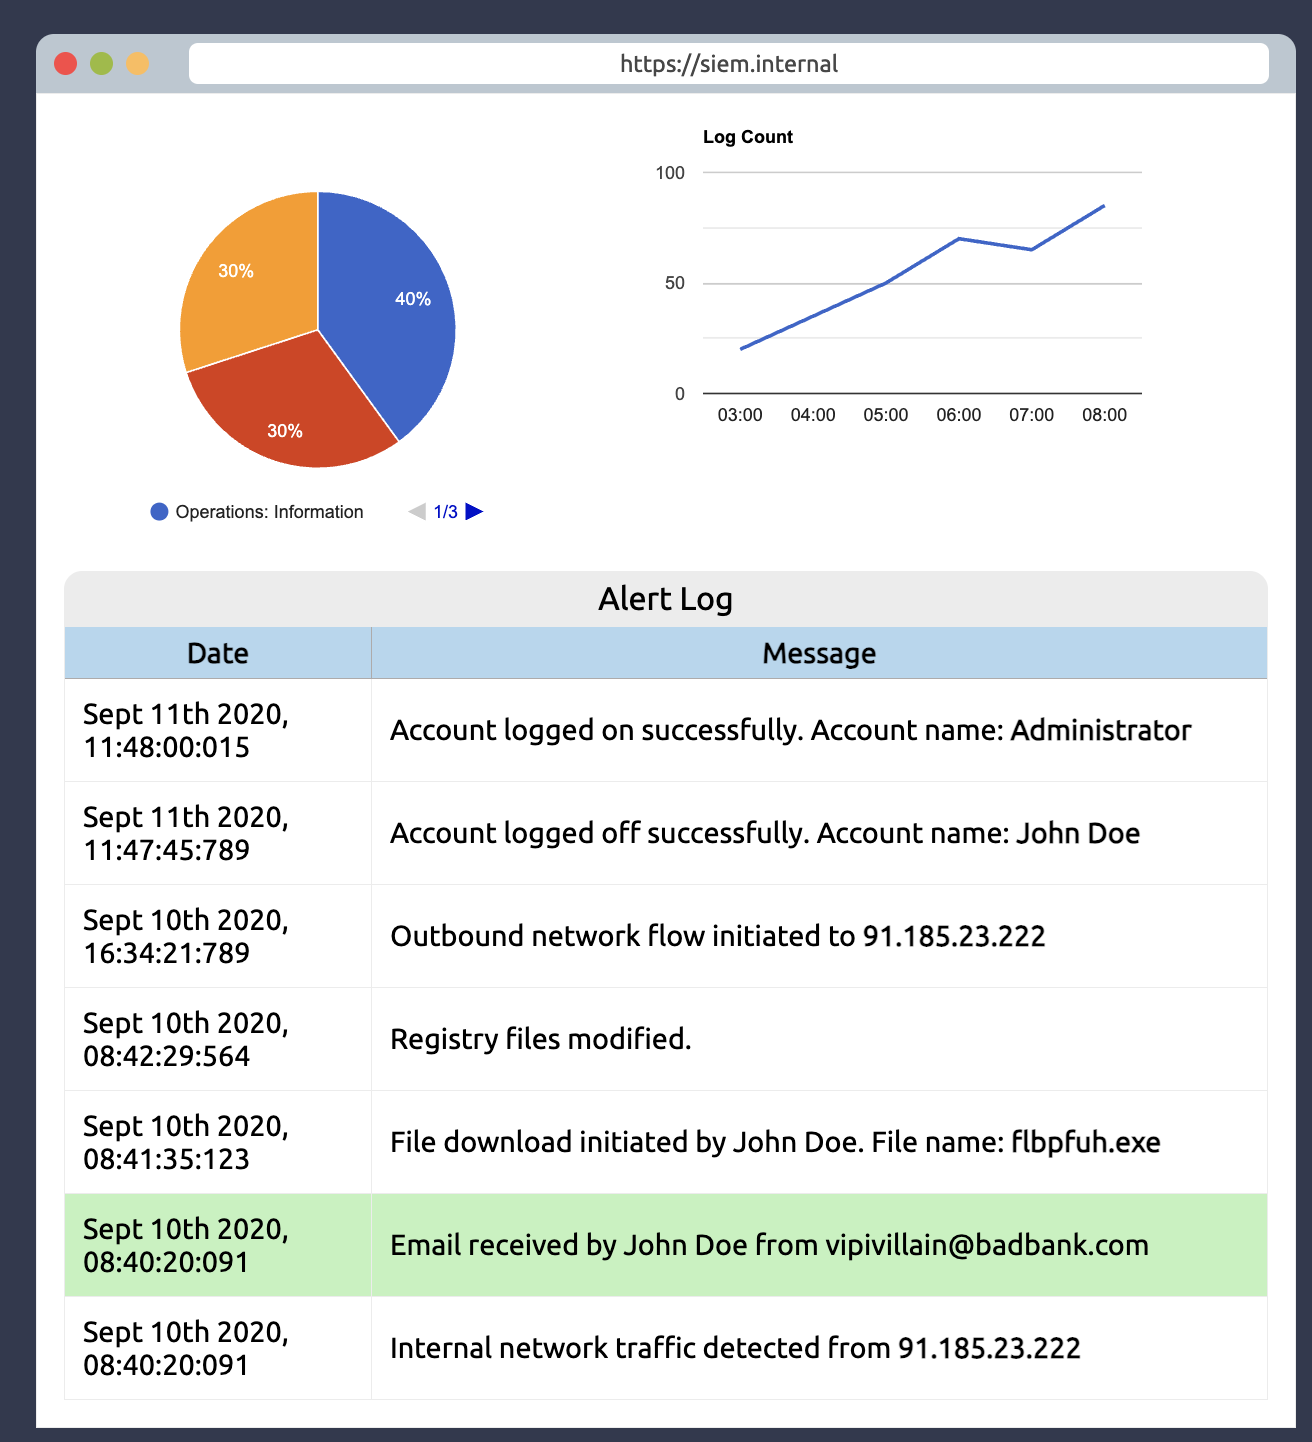 https://siem.internal
Log Count
100
50
0
03:00 04:00 05:00 06:00 07:00 08:00
30%
40%
30%
Operations: Information
1/3
Alert Log
Date Message
Sept 11th 2020,
11:48:00:015
Account logged on successfully. Account name: Administrator
Sept 11th 2020,
11:47:45:789
Account logged off successfully. Account name: John Doe
Sept 10th 2020,
16:34:21:789
Outbound network flow initiated to 91.185.23.222
Sept 10th 2020,
08:42:29:564
Registry files modified.
Sept 10th 2020,
08:41:35:123
File download initiated by John Doe. File name: flbpfuh.exe
Sept 10th 2020,
08:40:20:091
Email received by John Doe from vipivillain@badbank.com
Sept 10th 2020,
08:40:20:091
Internal network traffic detected from 91.185.23.222